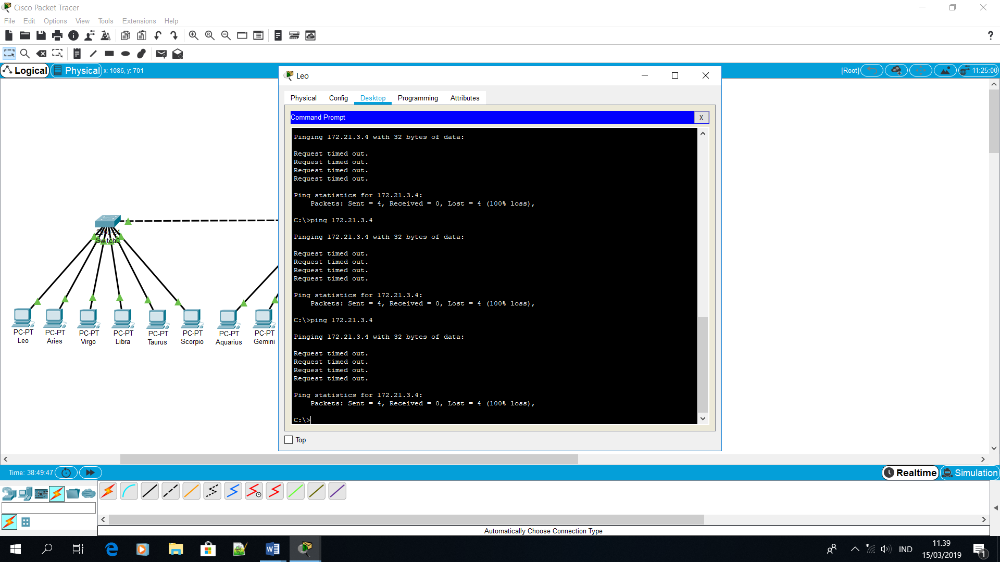 Cisco Packet Tracer
File Edit Options View Tools Extensions Help
Logical Physical x: 1086, y: 701
[Root] 11:25:00
Leo
Physical Config Desktop Programming Attributes
Command Prompt
X
Pinging 172.21.3.4 with 32 bytes of data:
Request timed out.
Request timed out.
Request timed out.
Request timed out.
Ping statistics for 172.21.3.4:
Packets: Sent = 4, Received = 0, Lost = 4 (100% loss),
C:\>ping 172.21.3.4
Pinging 172.21.3.4 with 32 bytes of data:
Request timed out.
Request timed out.
Request timed out.
Request timed out.
Ping statistics for 172.21.3.4:
Packets: Sent = 4, Received = 0, Lost = 4 (100% loss),
C:\>ping 172.21.3.4
Pinging 172.21.3.4 with 32 bytes of data:
Request timed out.
Request timed out.
Request timed out.
Request timed out.
Ping statistics for 172.21.3.4:
Packets: Sent = 4, Received = 0, Lost = 4 (100% loss),
C:\>
Top
Switch0
PC-PT
Leo
PC-PT
Aries
PC-PT
Virgo
PC-PT
Libra
PC-PT
Taurus
PC-PT
Scorpio
PC-PT
Aquarius
PC-PT
Gemini
Time: 38:49:47
Realtime Simulation
Automatically Choose Connection Type
IND
11.39
15/03/2019
1